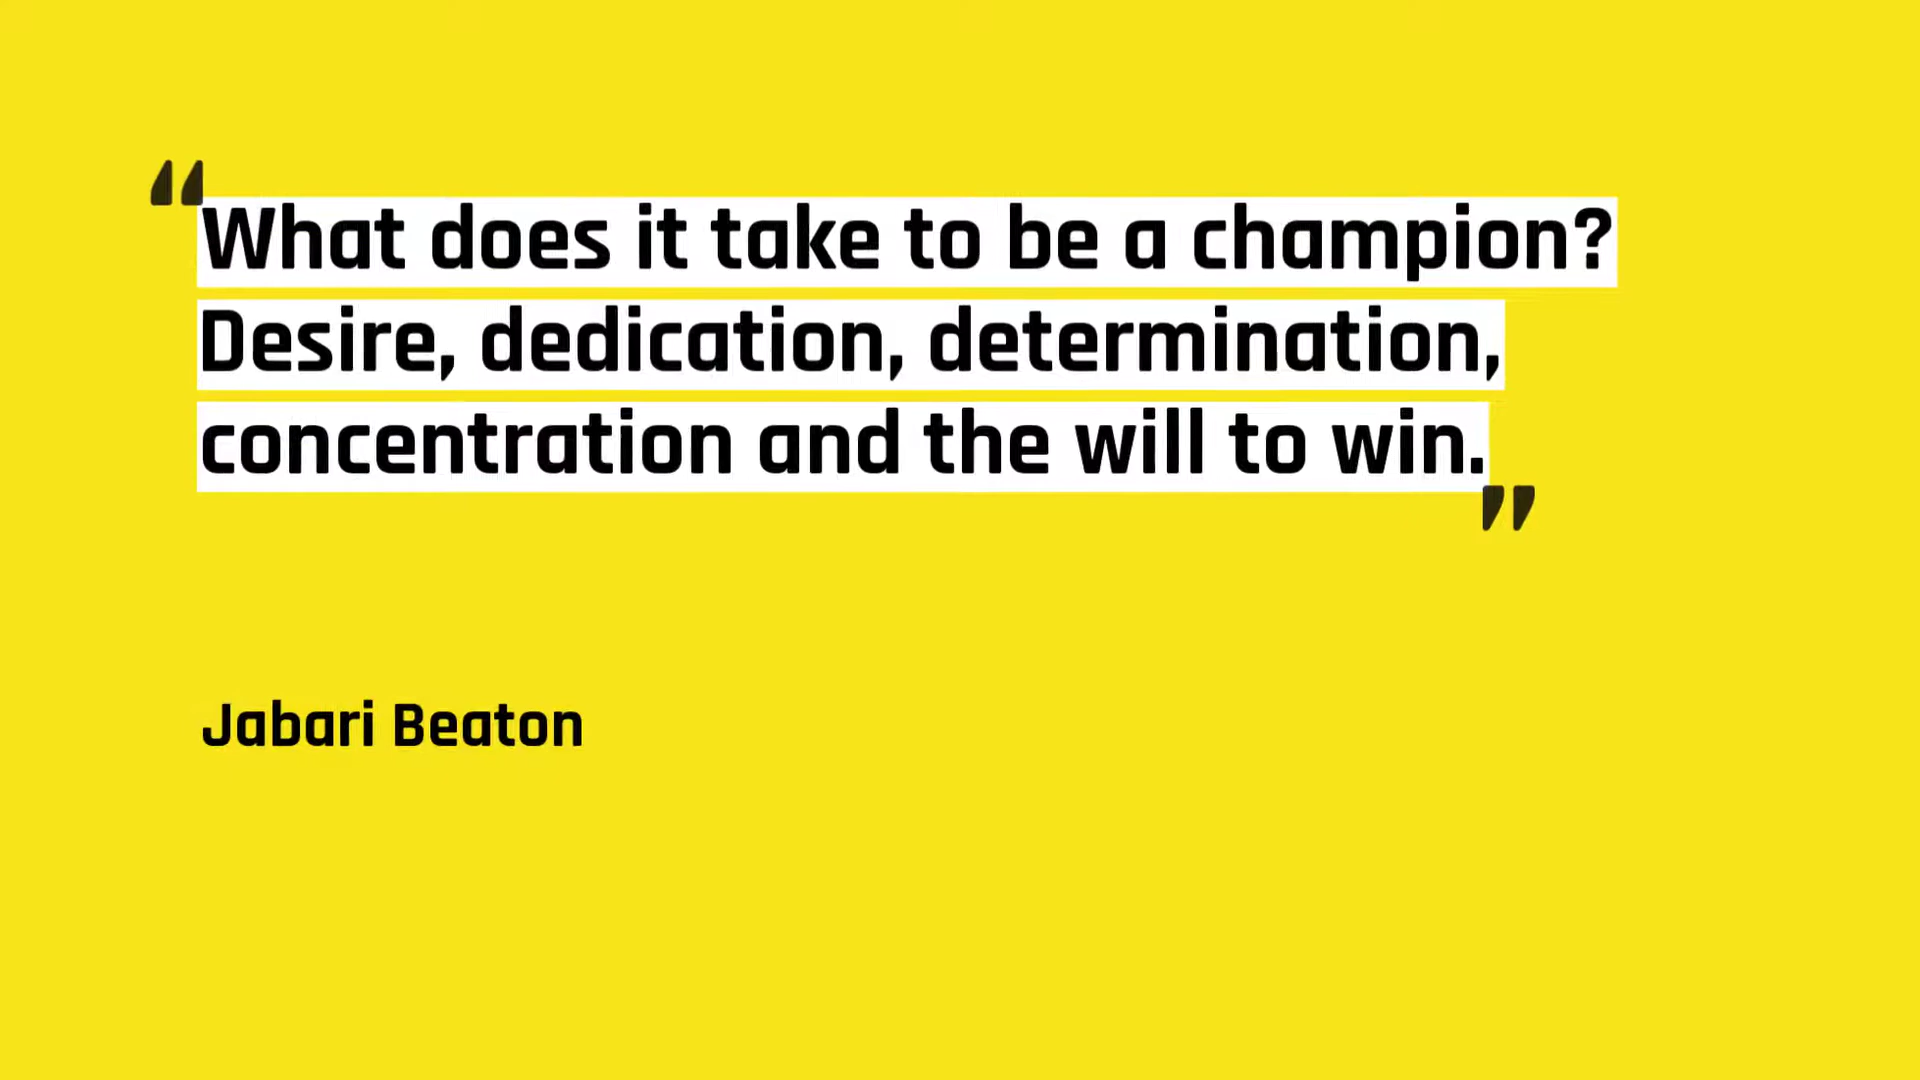 “What does it take to be a champion?
Desire, dedication, determination,
concentration and the will to win.”
Jabari Beaton